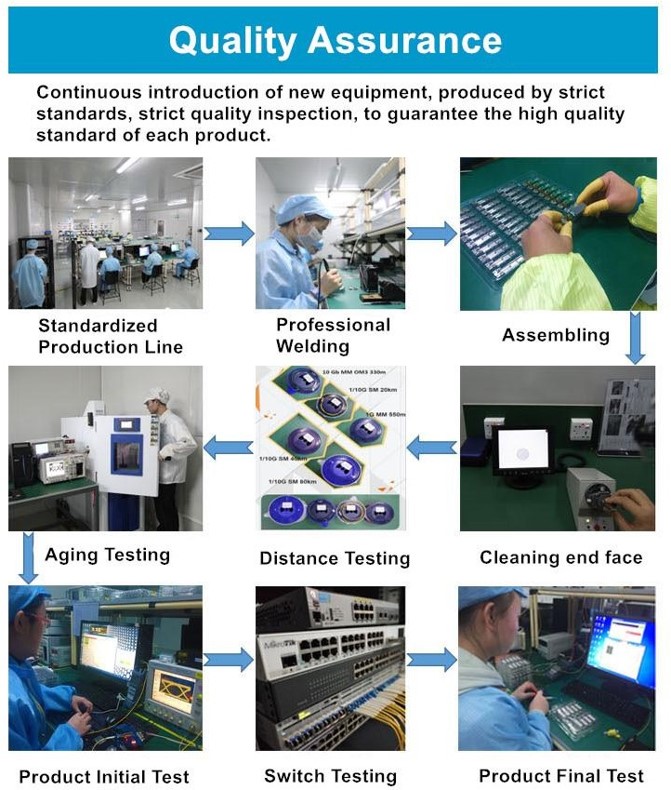 Quality Assurance
Continuous introduction of new equipment, produced by strict
standards, strict quality inspection, to guarantee the high quality
standard of each product.
Standardized
Production Line
Professional
Welding
Assembling
10 Gb MM OM3 330m
1/10G SM 20km
1G MM 550m
1/10G SM 40km
1/10G SM 80km
Aging Testing
Distance Testing
Cleaning end face
MikroTik
Product Initial Test
Switch Testing
Product Final Test